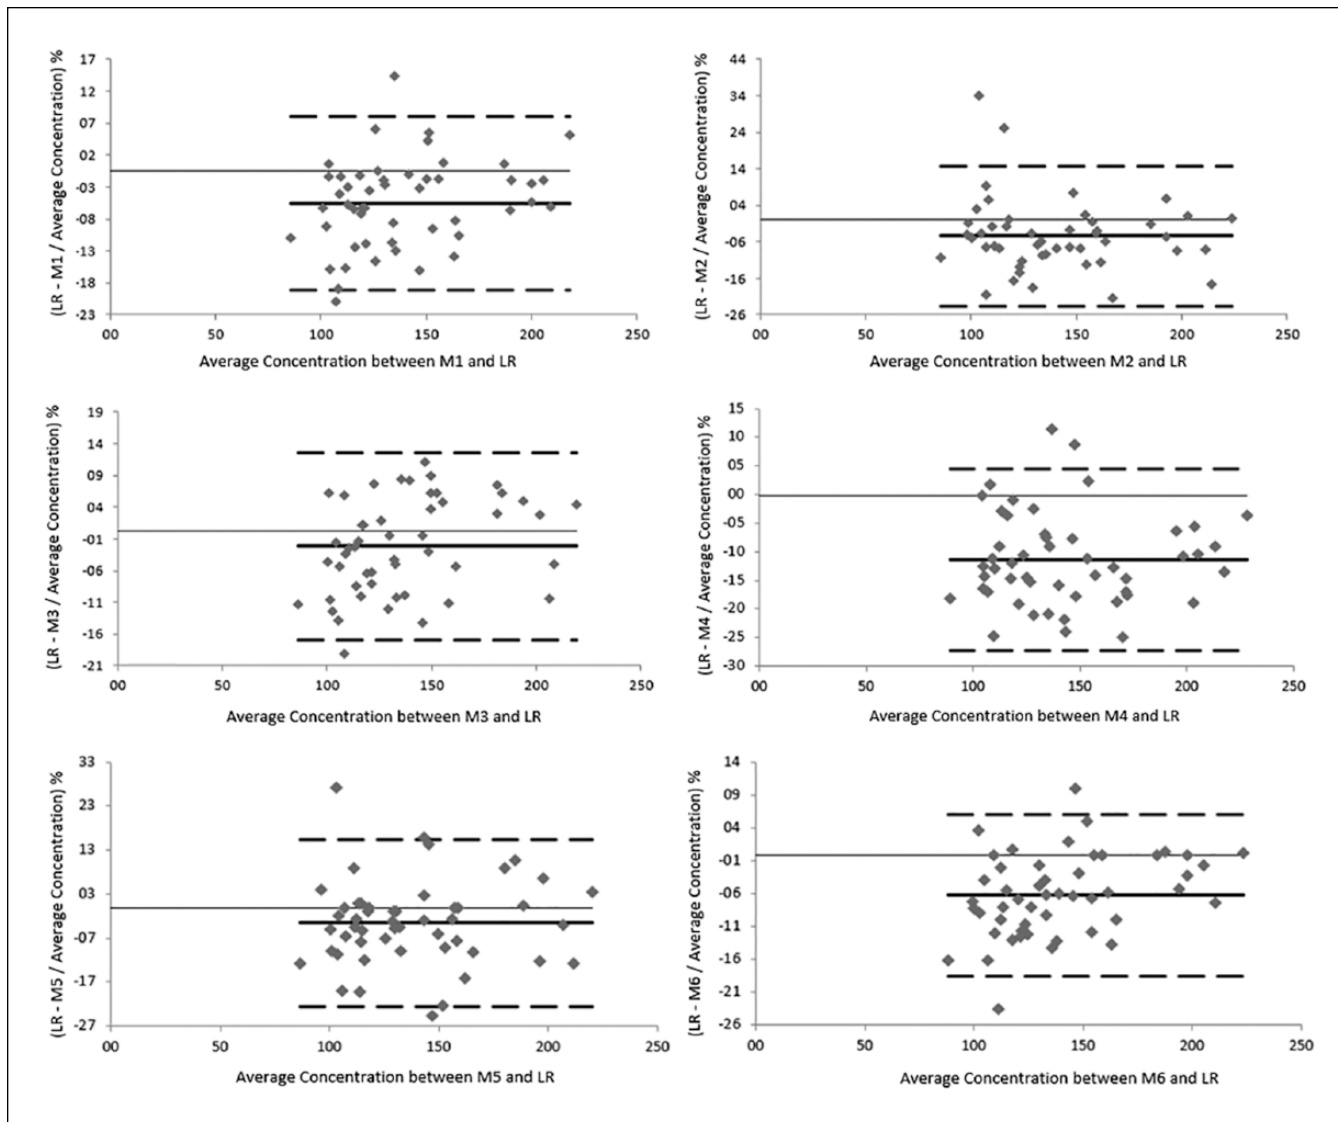 (LR - M1 / Average Concentration) %
17
12
07
02
-03
-08
-13
-18
-23
00 50 100 150 200 250
Average Concentration between M1 and LR
(LR - M2 / Average Concentration) %
44
34
24
14
04
-06
-16
-26
00 50 100 150 200 250
Average Concentration between M2 and LR
(LR - M3 / Average Concentration) %
19
14
09
04
-01
-06
-11
-16
-21
00 50 100 150 200 250
Average Concentration between M3 and LR
(LR - M4 / Average Concentration) %
15
10
05
00
-05
-10
-15
-20
-25
-30
00 50 100 150 200 250
Average Concentration between M4 and LR
(LR - M5 / Average Concentration) %
33
23
13
03
-07
-17
-27
00 50 100 150 200 250
Average Concentration between M5 and LR
(LR - M6 / Average Concentration) %
14
09
04
-01
-06
-11
-16
-21
-26
00 50 100 150 200 250
Average Concentration between M6 and LR